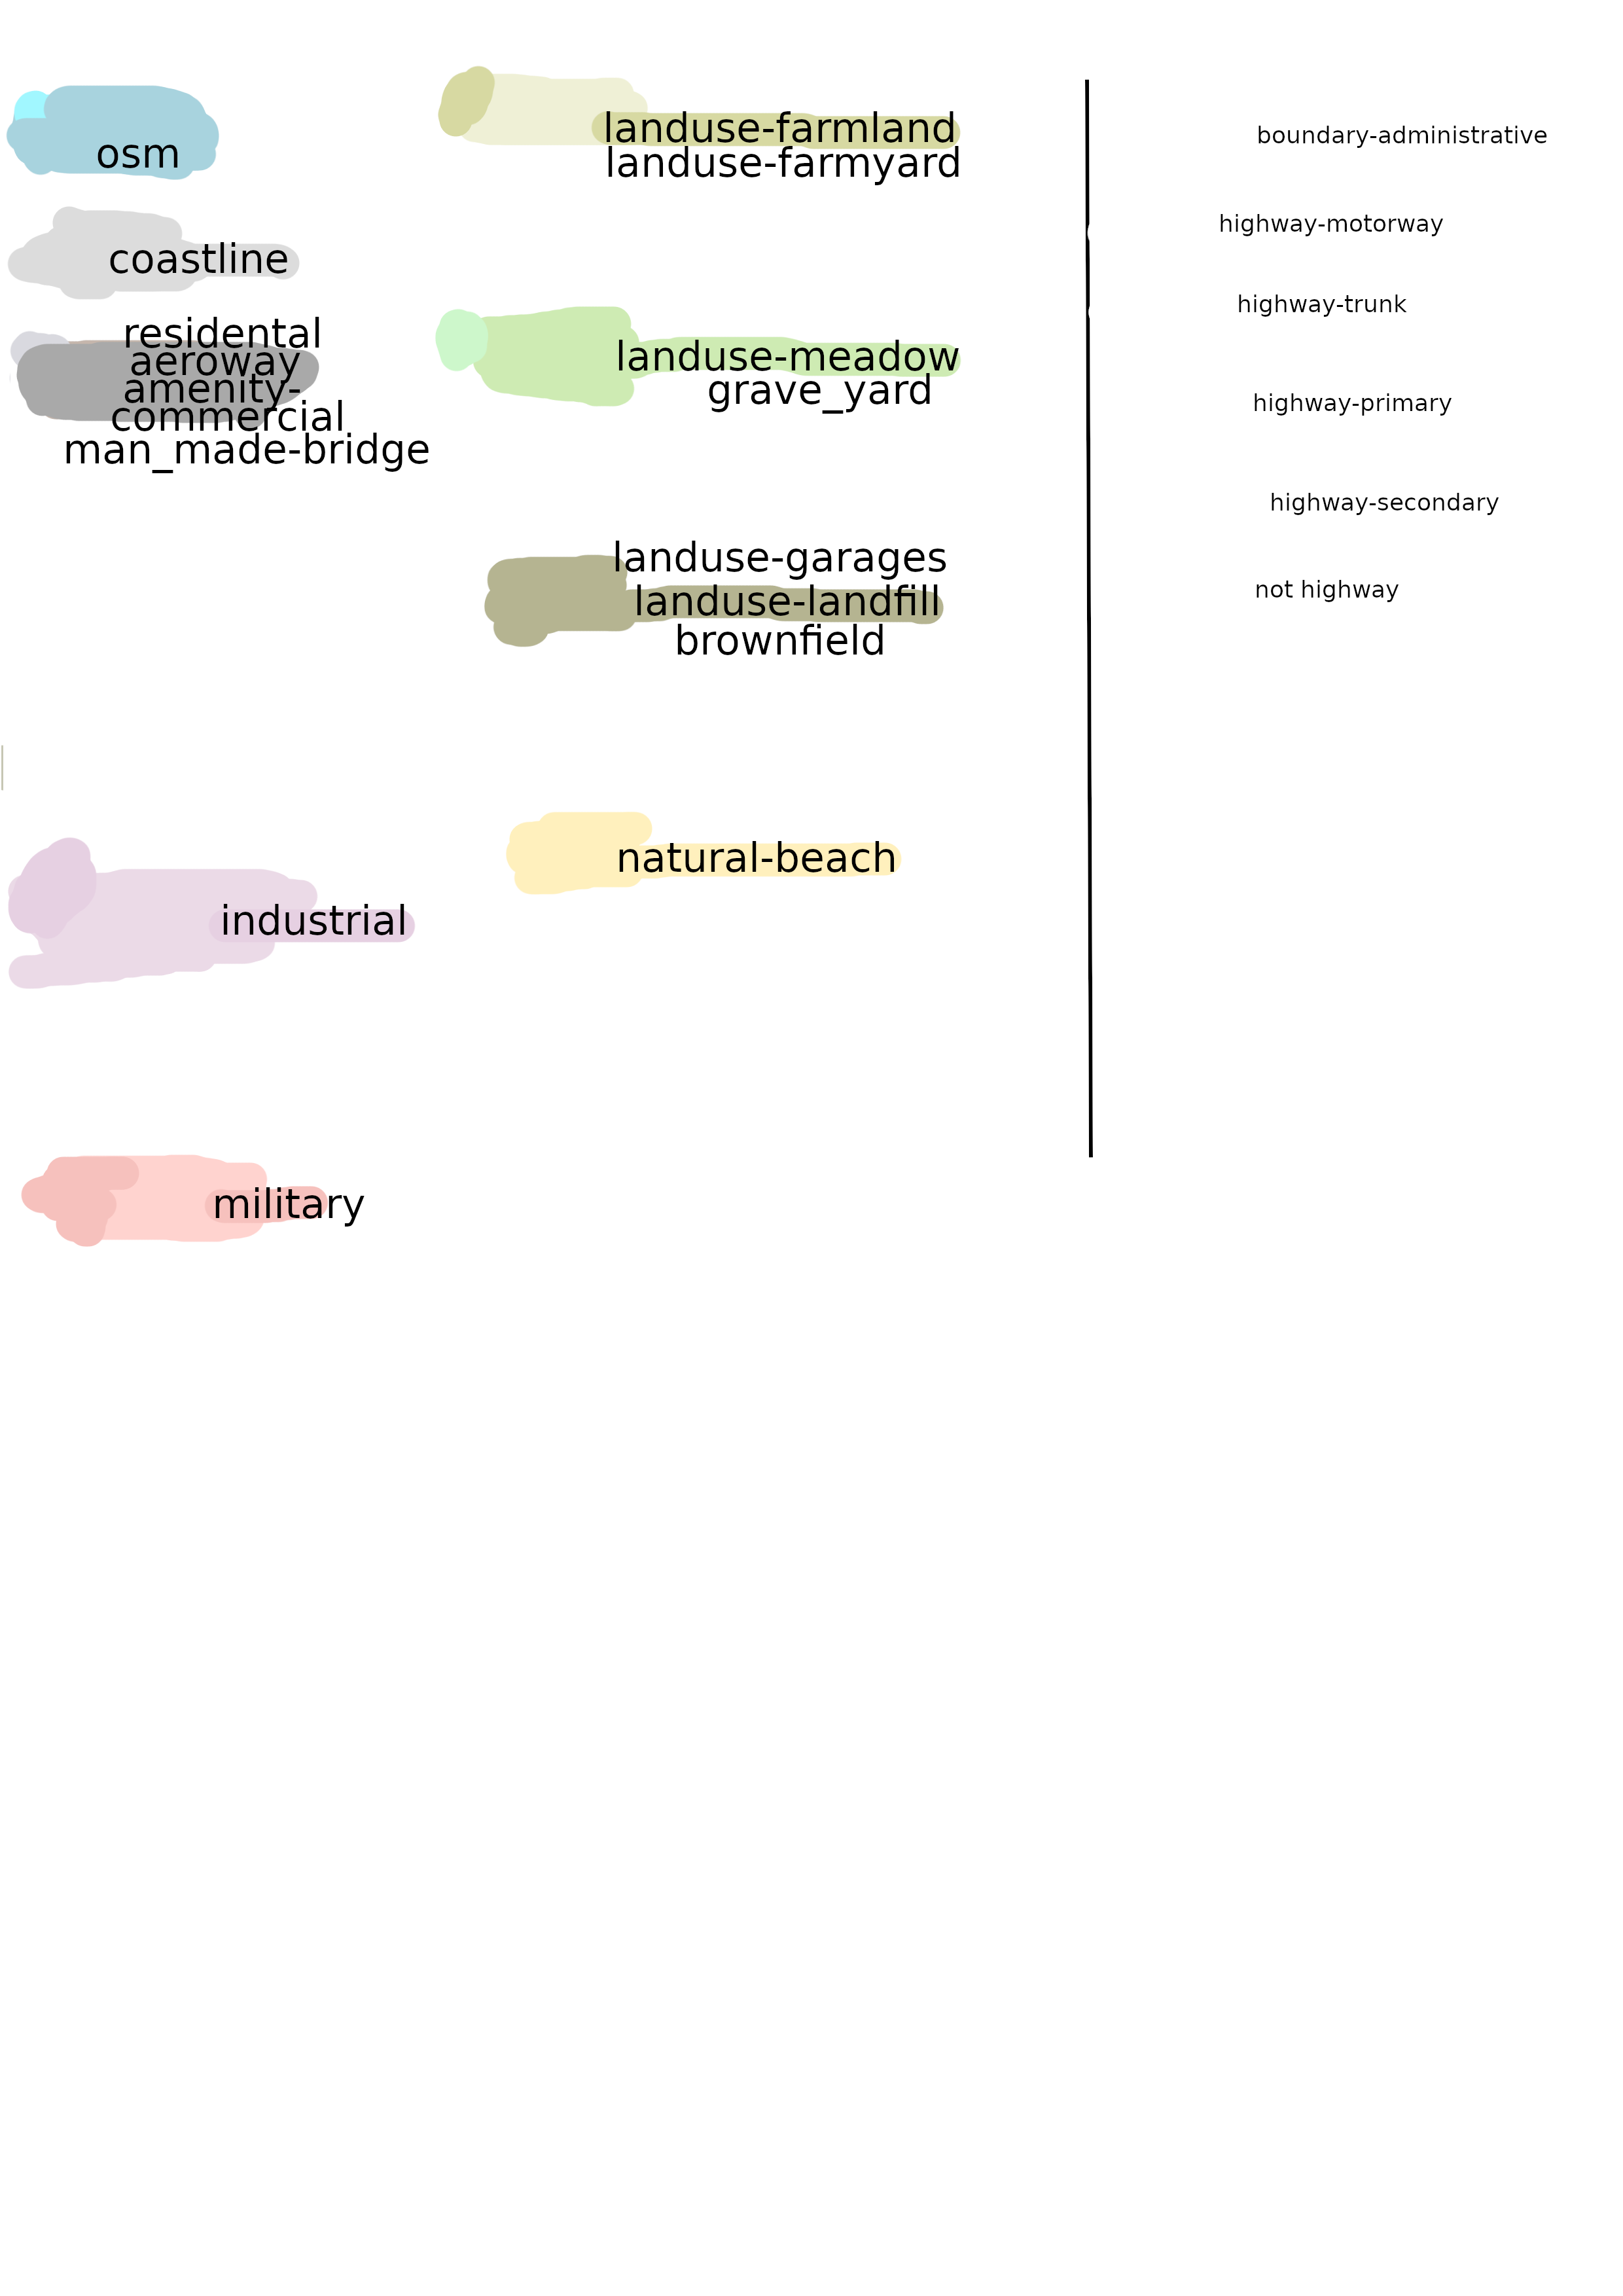 osm
coastline
residental
aeroway
amenity-
commercial
man_made-bridge
industrial
military
landuse-farmland
landuse-farmyard
landuse-meadow
grave_yard
landuse-garages
landuse-landfill
brownfield
natural-beach
boundary-administrative
highway-motorway
highway-trunk
highway-primary
highway-secondary
not highway